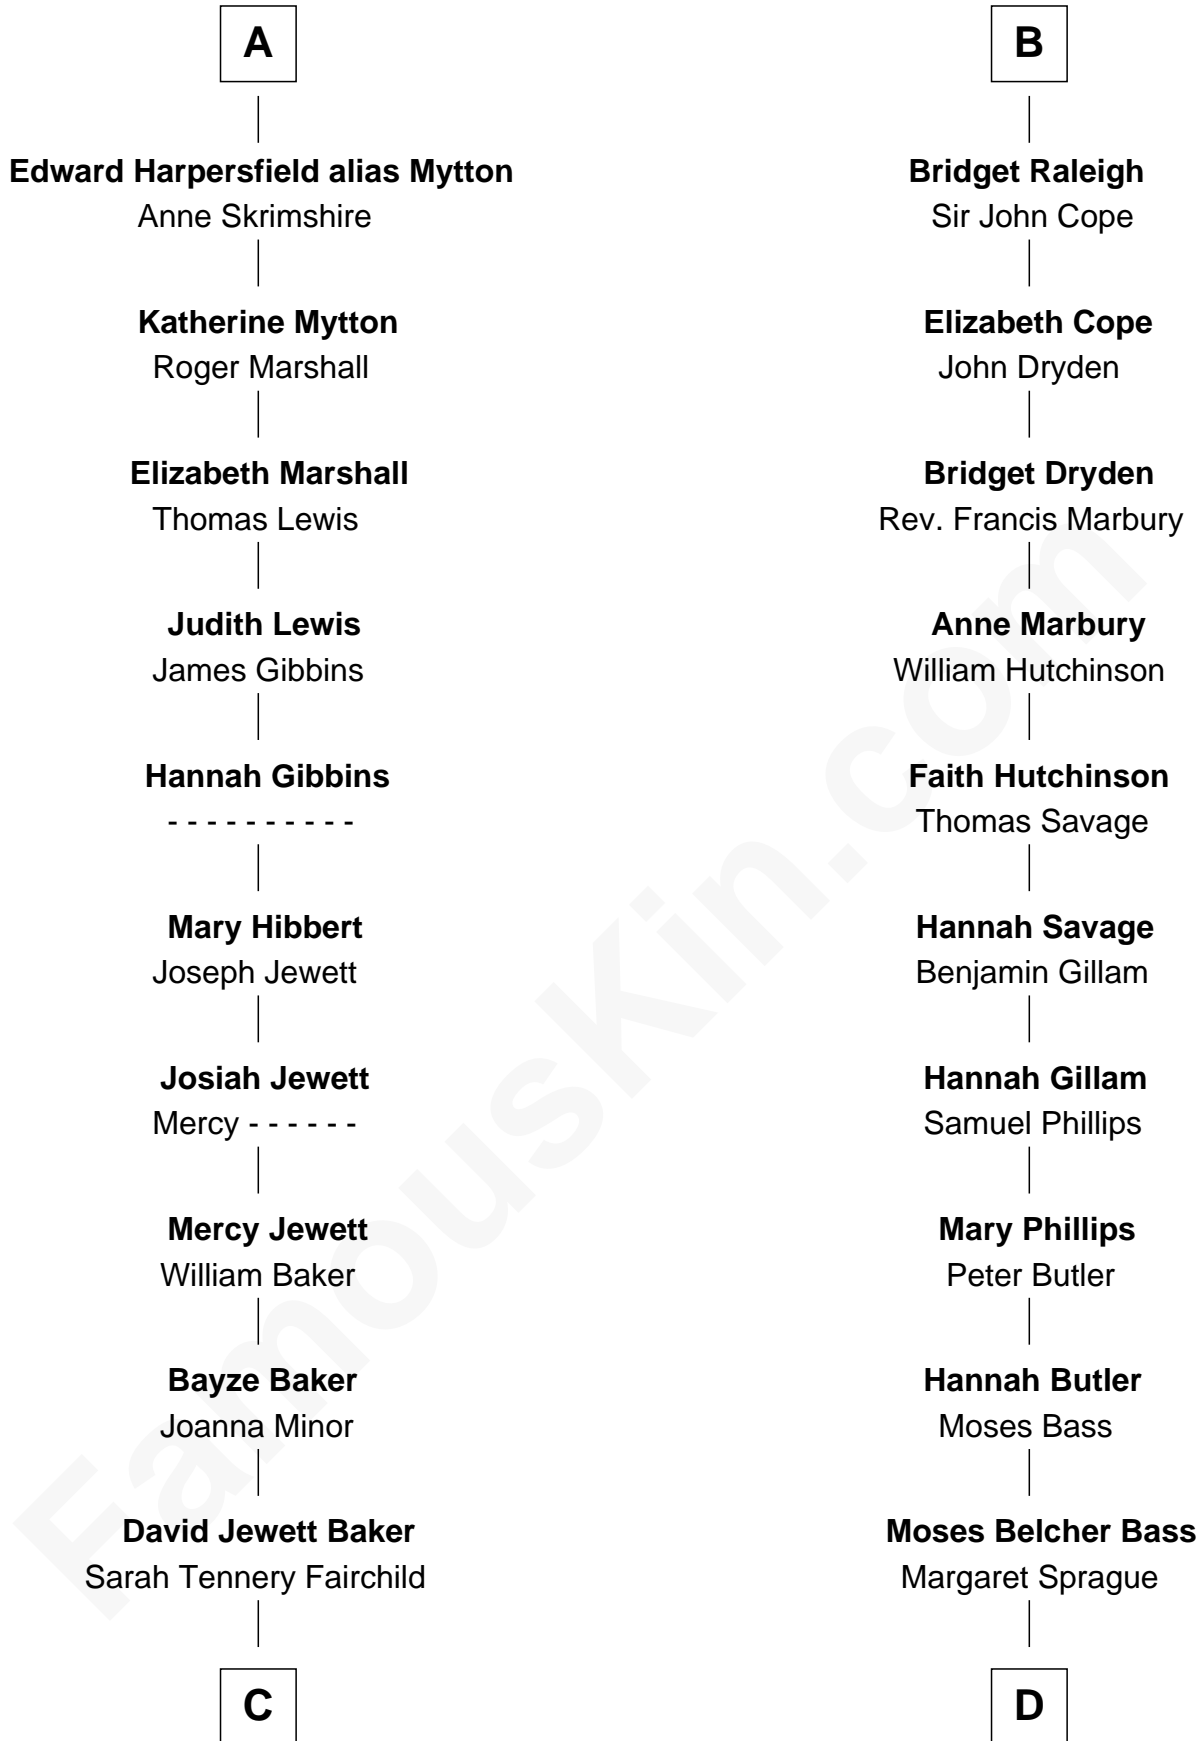 A
Edward Harpersfield alias Mytton
Anne Skrimshire
Katherine Mytton
Roger Marshall
Elizabeth Marshall
Thomas Lewis
Judith Lewis
James Gibbins
Hannah Gibbins
- - - - - - - - - -
Mary Hibbert
Joseph Jewett
Josiah Jewett
Mercy - - - - - -
Mercy Jewett
William Baker
Bayze Baker
Joanna Minor
David Jewett Baker
Sarah Tennery Fairchild
C
B
Bridget Raleigh
Sir John Cope
Elizabeth Cope
John Dryden
Bridget Dryden
Rev. Francis Marbury
Anne Marbury
William Hutchinson
Faith Hutchinson
Thomas Savage
Hannah Savage
Benjamin Gillam
Hannah Gillam
Samuel Phillips
Mary Phillips
Peter Butler
Hannah Butler
Moses Bass
Moses Belcher Bass
Margaret Sprague
D
FamousKin.com